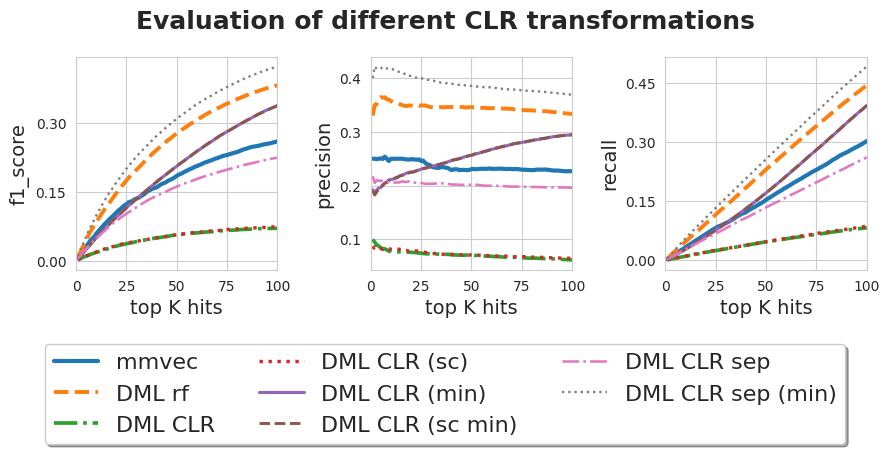 Evaluation of different CLR transformations
f1_score
0.30
0.15
0.00
0 25 50 75 100
top K hits
precision
0.4
0.3
0.2
0.1
0 25 50 75 100
top K hits
recall
0.45
0.30
0.15
0.00
0 25 50 75 100
top K hits
mmvec
DML rf
DML CLR
DML CLR (sc)
DML CLR (min)
DML CLR (sc min)
DML CLR sep
DML CLR sep (min)